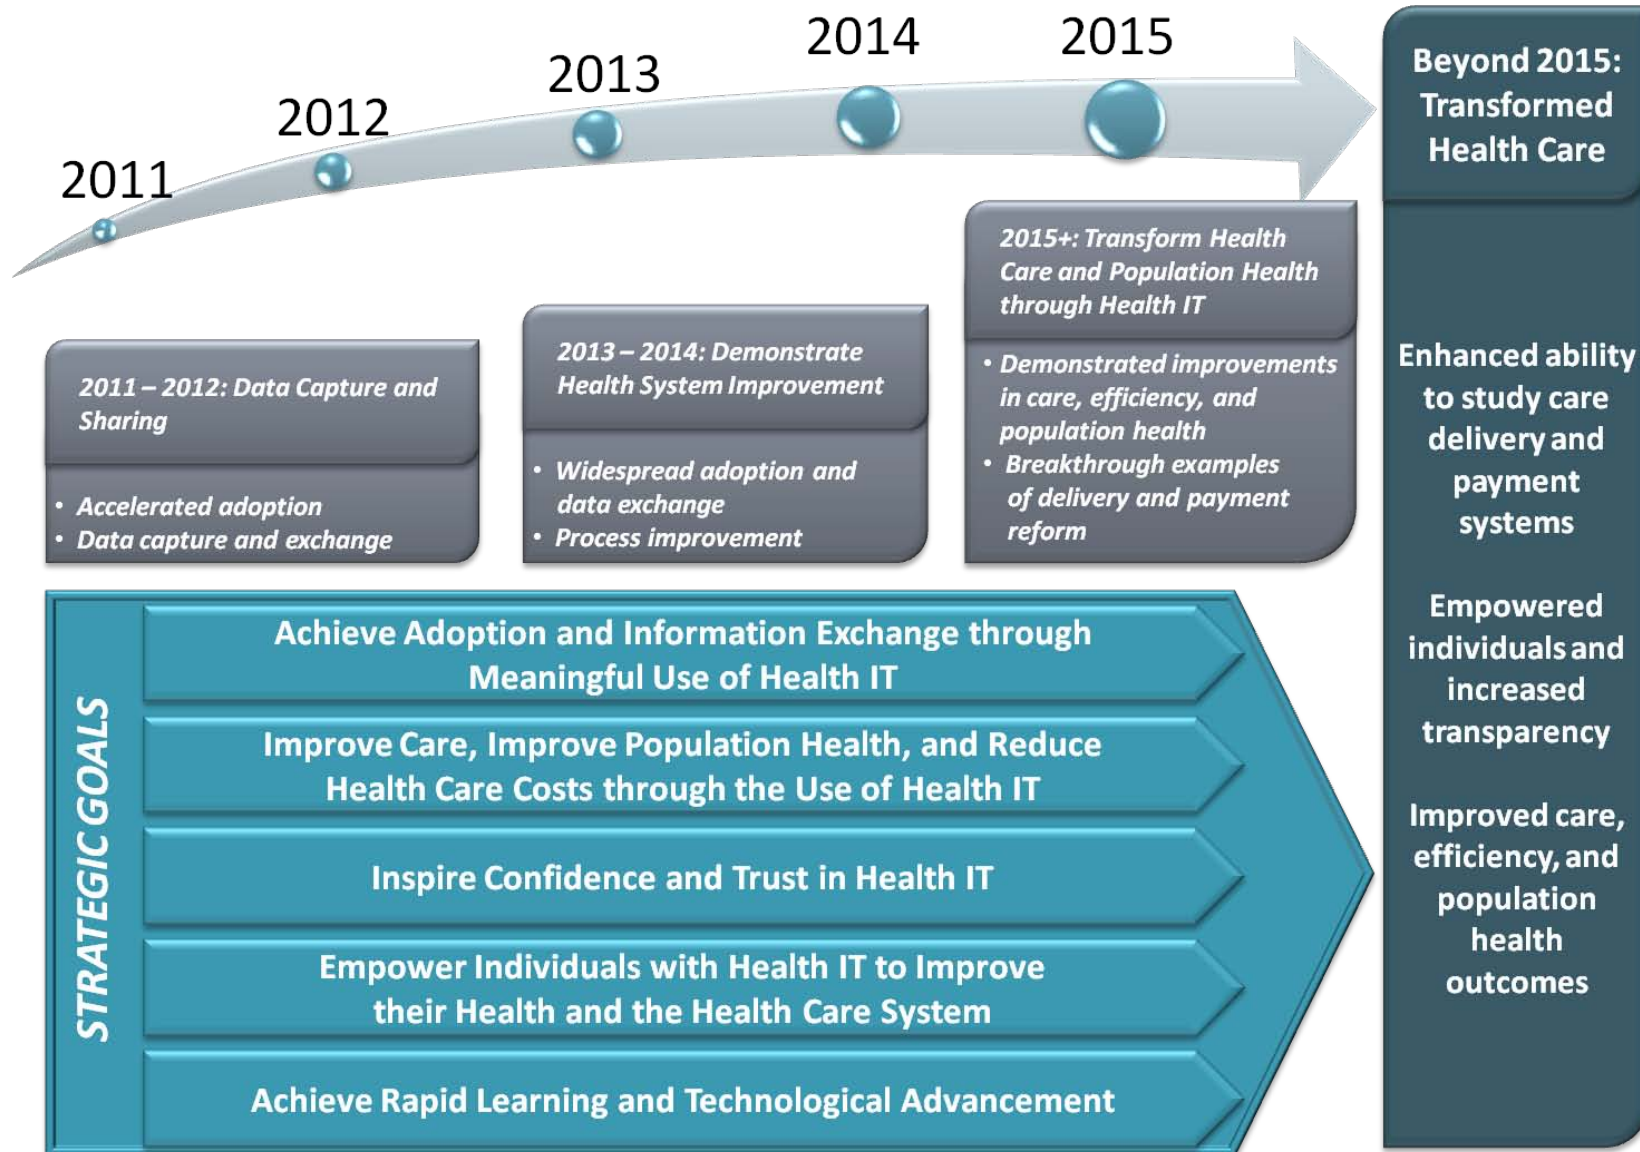 2011
2012
2013
2014
2015
Beyond 2015:
Transformed
Health Care
2011 – 2012: Data Capture and
Sharing
• Accelerated adoption
• Data capture and exchange
2013 – 2014: Demonstrate
Health System Improvement
• Widespread adoption and
data exchange
• Process improvement
2015+: Transform Health
Care and Population Health
through Health IT
• Demonstrated improvements
in care, efficiency, and
population health
• Breakthrough examples
of delivery and payment
reform
Enhanced ability
to study care
delivery and
payment
systems
Empowered
individuals and
increased
transparency
Improved care,
efficiency, and
population
health
outcomes
STRATEGIC GOALS
Achieve Adoption and Information Exchange through
Meaningful Use of Health IT
Improve Care, Improve Population Health, and Reduce
Health Care Costs through the Use of Health IT
Inspire Confidence and Trust in Health IT
Empower Individuals with Health IT to Improve
their Health and the Health Care System
Achieve Rapid Learning and Technological Advancement